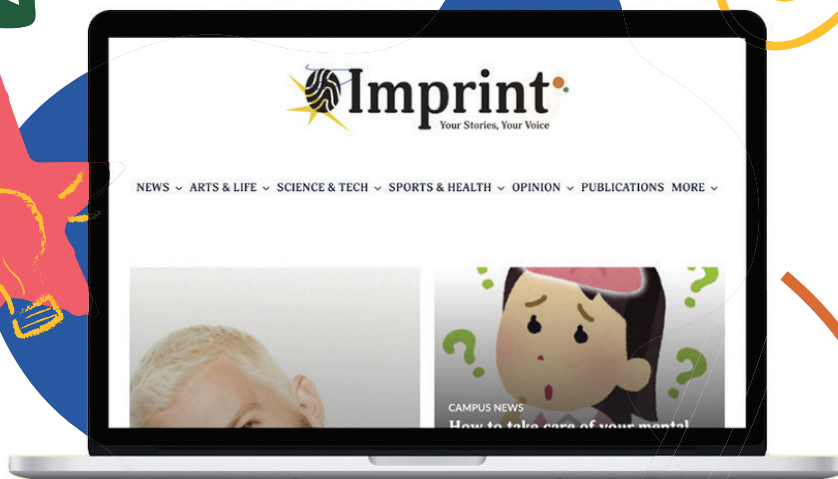 Imprint
Your Stories, Your Voice
NEWS ARTS & LIFE SCIENCE & TECH SPORTS & HEALTH OPINION PUBLICATIONS MORE
CAMPUS NEWS
How to take care of your mental